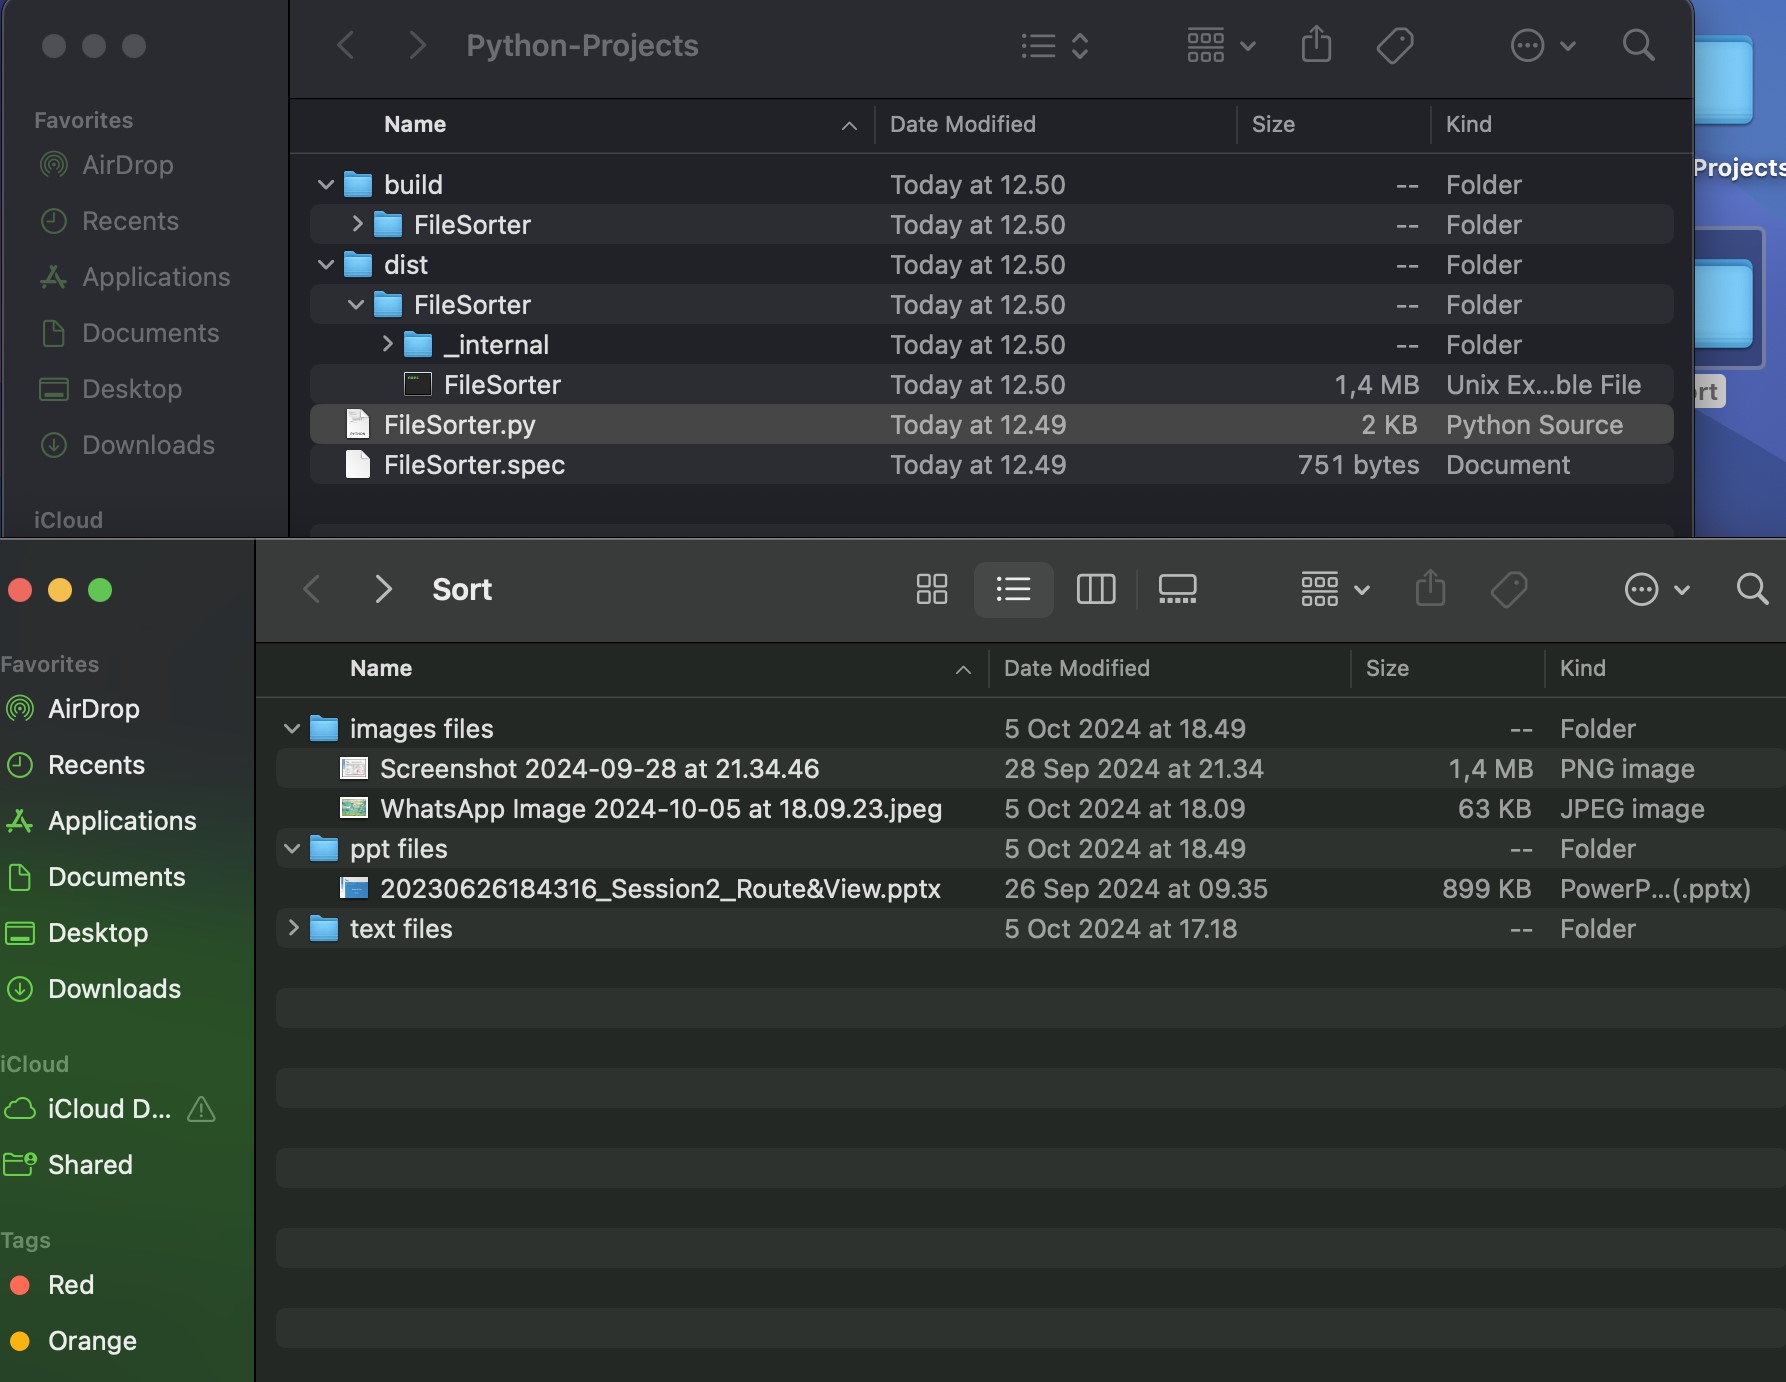 Python-Projects
Favorites
AirDrop
Recents
Applications
Documents
Desktop
Downloads
iCloud
Name Date Modified Size Kind
build Today at 12.50 -- Folder
FileSorter Today at 12.50 -- Folder
dist Today at 12.50 -- Folder
FileSorter Today at 12.50 -- Folder
_internal Today at 12.50 -- Folder
FileSorter Today at 12.50 1,4 MB Unix Ex...ble File
FileSorter.py Today at 12.49 2 KB Python Source
FileSorter.spec Today at 12.49 751 bytes Document
Projects
Sort
Favorites
AirDrop
Recents
Applications
Documents
Desktop
Downloads
iCloud
iCloud D...
Shared
Tags
Red
Orange
Name Date Modified Size Kind
images files 5 Oct 2024 at 18.49 -- Folder
Screenshot 2024-09-28 at 21.34.46 28 Sep 2024 at 21.34 1,4 MB PNG image
WhatsApp Image 2024-10-05 at 18.09.23.jpeg 5 Oct 2024 at 18.09 63 KB JPEG image
ppt files 5 Oct 2024 at 18.49 -- Folder
20230626184316_Session2_Route&View.pptx 26 Sep 2024 at 09.35 899 KB PowerP...(.pptx)
text files 5 Oct 2024 at 17.18 -- Folder